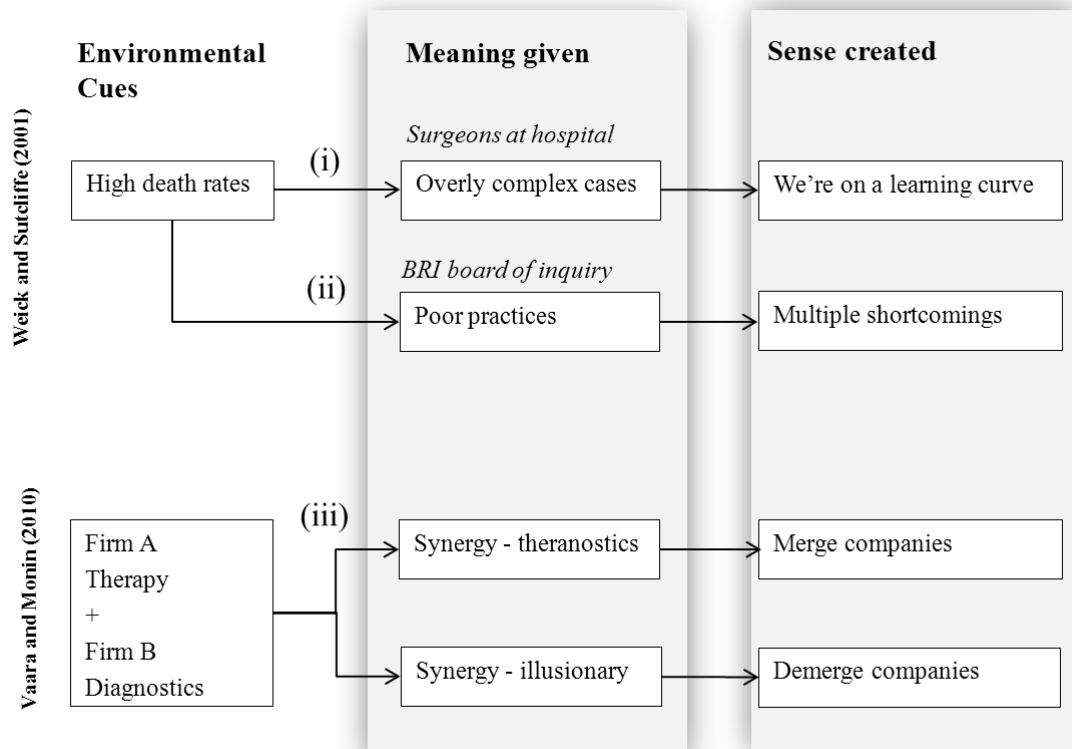 Environmental
Cues
Meaning given
Sense created
Weick and Sutcliffe (2001)
Surgeons at hospital
High death rates
(i)
Overly complex cases
We’re on a learning curve
BRI board of inquiry
(ii)
Poor practices
Multiple shortcomings
Vaara and Monin (2010)
Firm A
Therapy
+
Firm B
Diagnostics
(iii)
Synergy - theranostics
Merge companies
Synergy - illusionary
Demerge companies